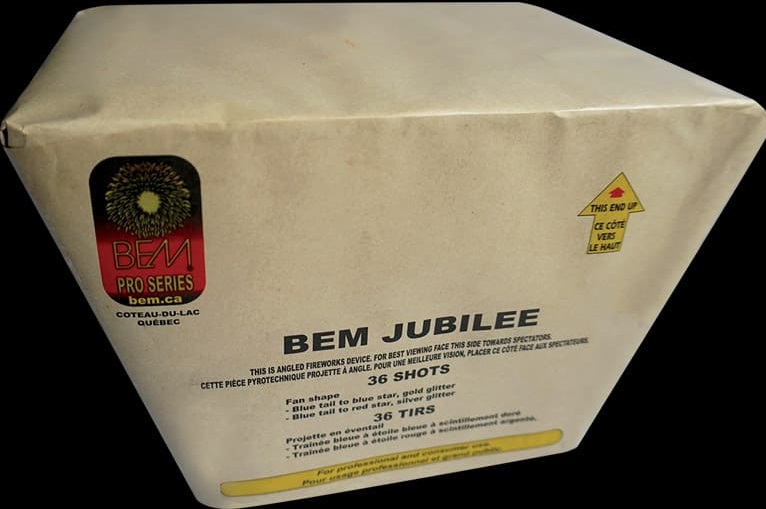 BEM
PRO SERIES
bem.ca
COTEAU-DU-LAC
QUÉBEC
THIS END UP
CE CÔTÉ
VERS
LE HAUT
BEM JUBILEE
THIS IS ANGLED FIREWORKS DEVICE. FOR BEST VIEWING FACE THIS SIDE TOWARDS SPECTATORS.
CETTE PIÈCE PYROTECHNIQUE PROJETTE À ANGLE. POUR UNE MEILLEURE VISION, PLACER CE CÔTÉ FACE AUX SPECTATEURS.
36 SHOTS
Fan shape
- Blue tail to blue star, gold glitter
- Blue tail to red star, silver glitter
36 TIRS
Projette en éventail
- Traînée bleue à étoile bleue à scintillement doré
- Traînée bleue à étoile rouge à scintillement argenté.
For professional and consumer use.
Pour usage professionnel et grand public.